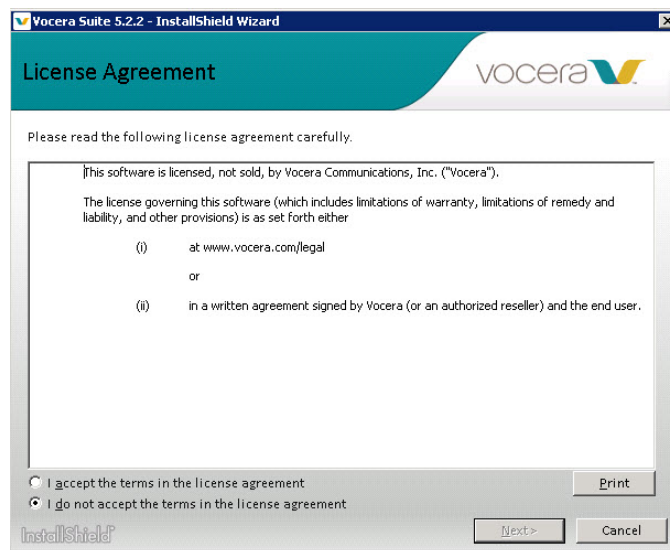 Vocera Suite 5.2.2 - InstallShield Wizard
License Agreement
vocera
Please read the following license agreement carefully.
This software is licensed, not sold, by Vocera Communications, Inc. ("Vocera").
The license governing this software (which includes limitations of warranty, limitations of remedy and
liability, and other provisions) is as set forth either
(i) at www.vocera.com/legal
or
(ii) in a written agreement signed by Vocera (or an authorized reseller) and the end user.
I accept the terms in the license agreement
Print
I do not accept the terms in the license agreement
InstallShield
Next >
Cancel